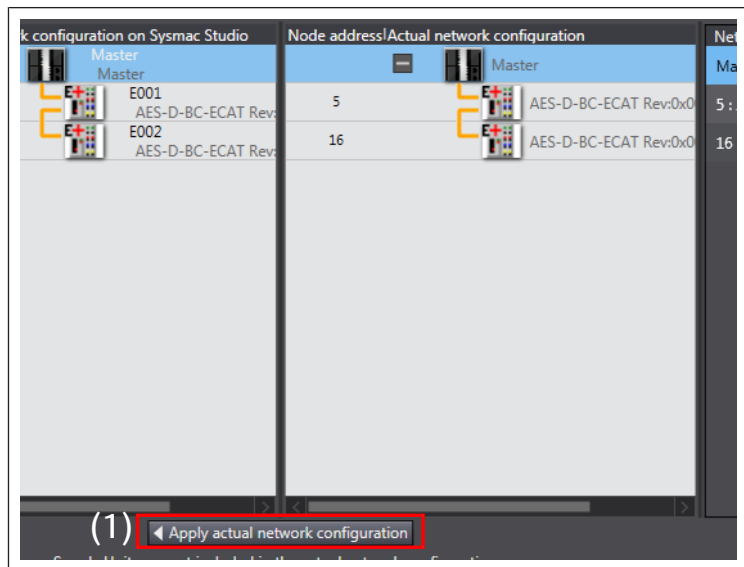 k configuration on Sysmac Studio
Node address Actual network configuration
Net
Master
Master
Master
Ma
E001
AES-D-BC-ECAT Rev:
5
AES-D-BC-ECAT Rev:0x0
5 :
E002
AES-D-BC-ECAT Rev:
16
AES-D-BC-ECAT Rev:0x0
16
(1)
Apply actual network configuration